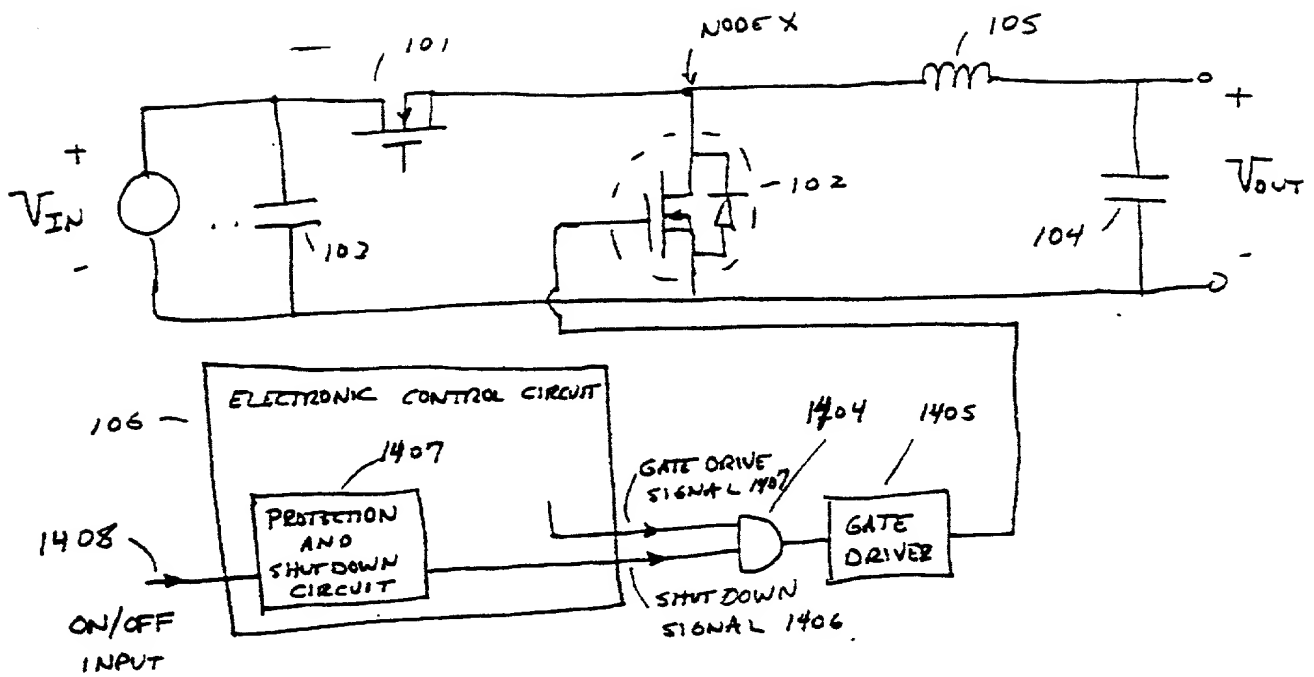 NODE X
101
105
+
VIN
-
103
102
104
+
VOUT
-
106
ELECTRONIC CONTROL CIRCUIT
1407
PROTECTION
AND
SHUTDOWN
CIRCUIT
1408
ON/OFF
INPUT
GATE DRIVE
SIGNAL 1407
SHUTDOWN
SIGNAL 1406
1404
1405
GATE
DRIVER